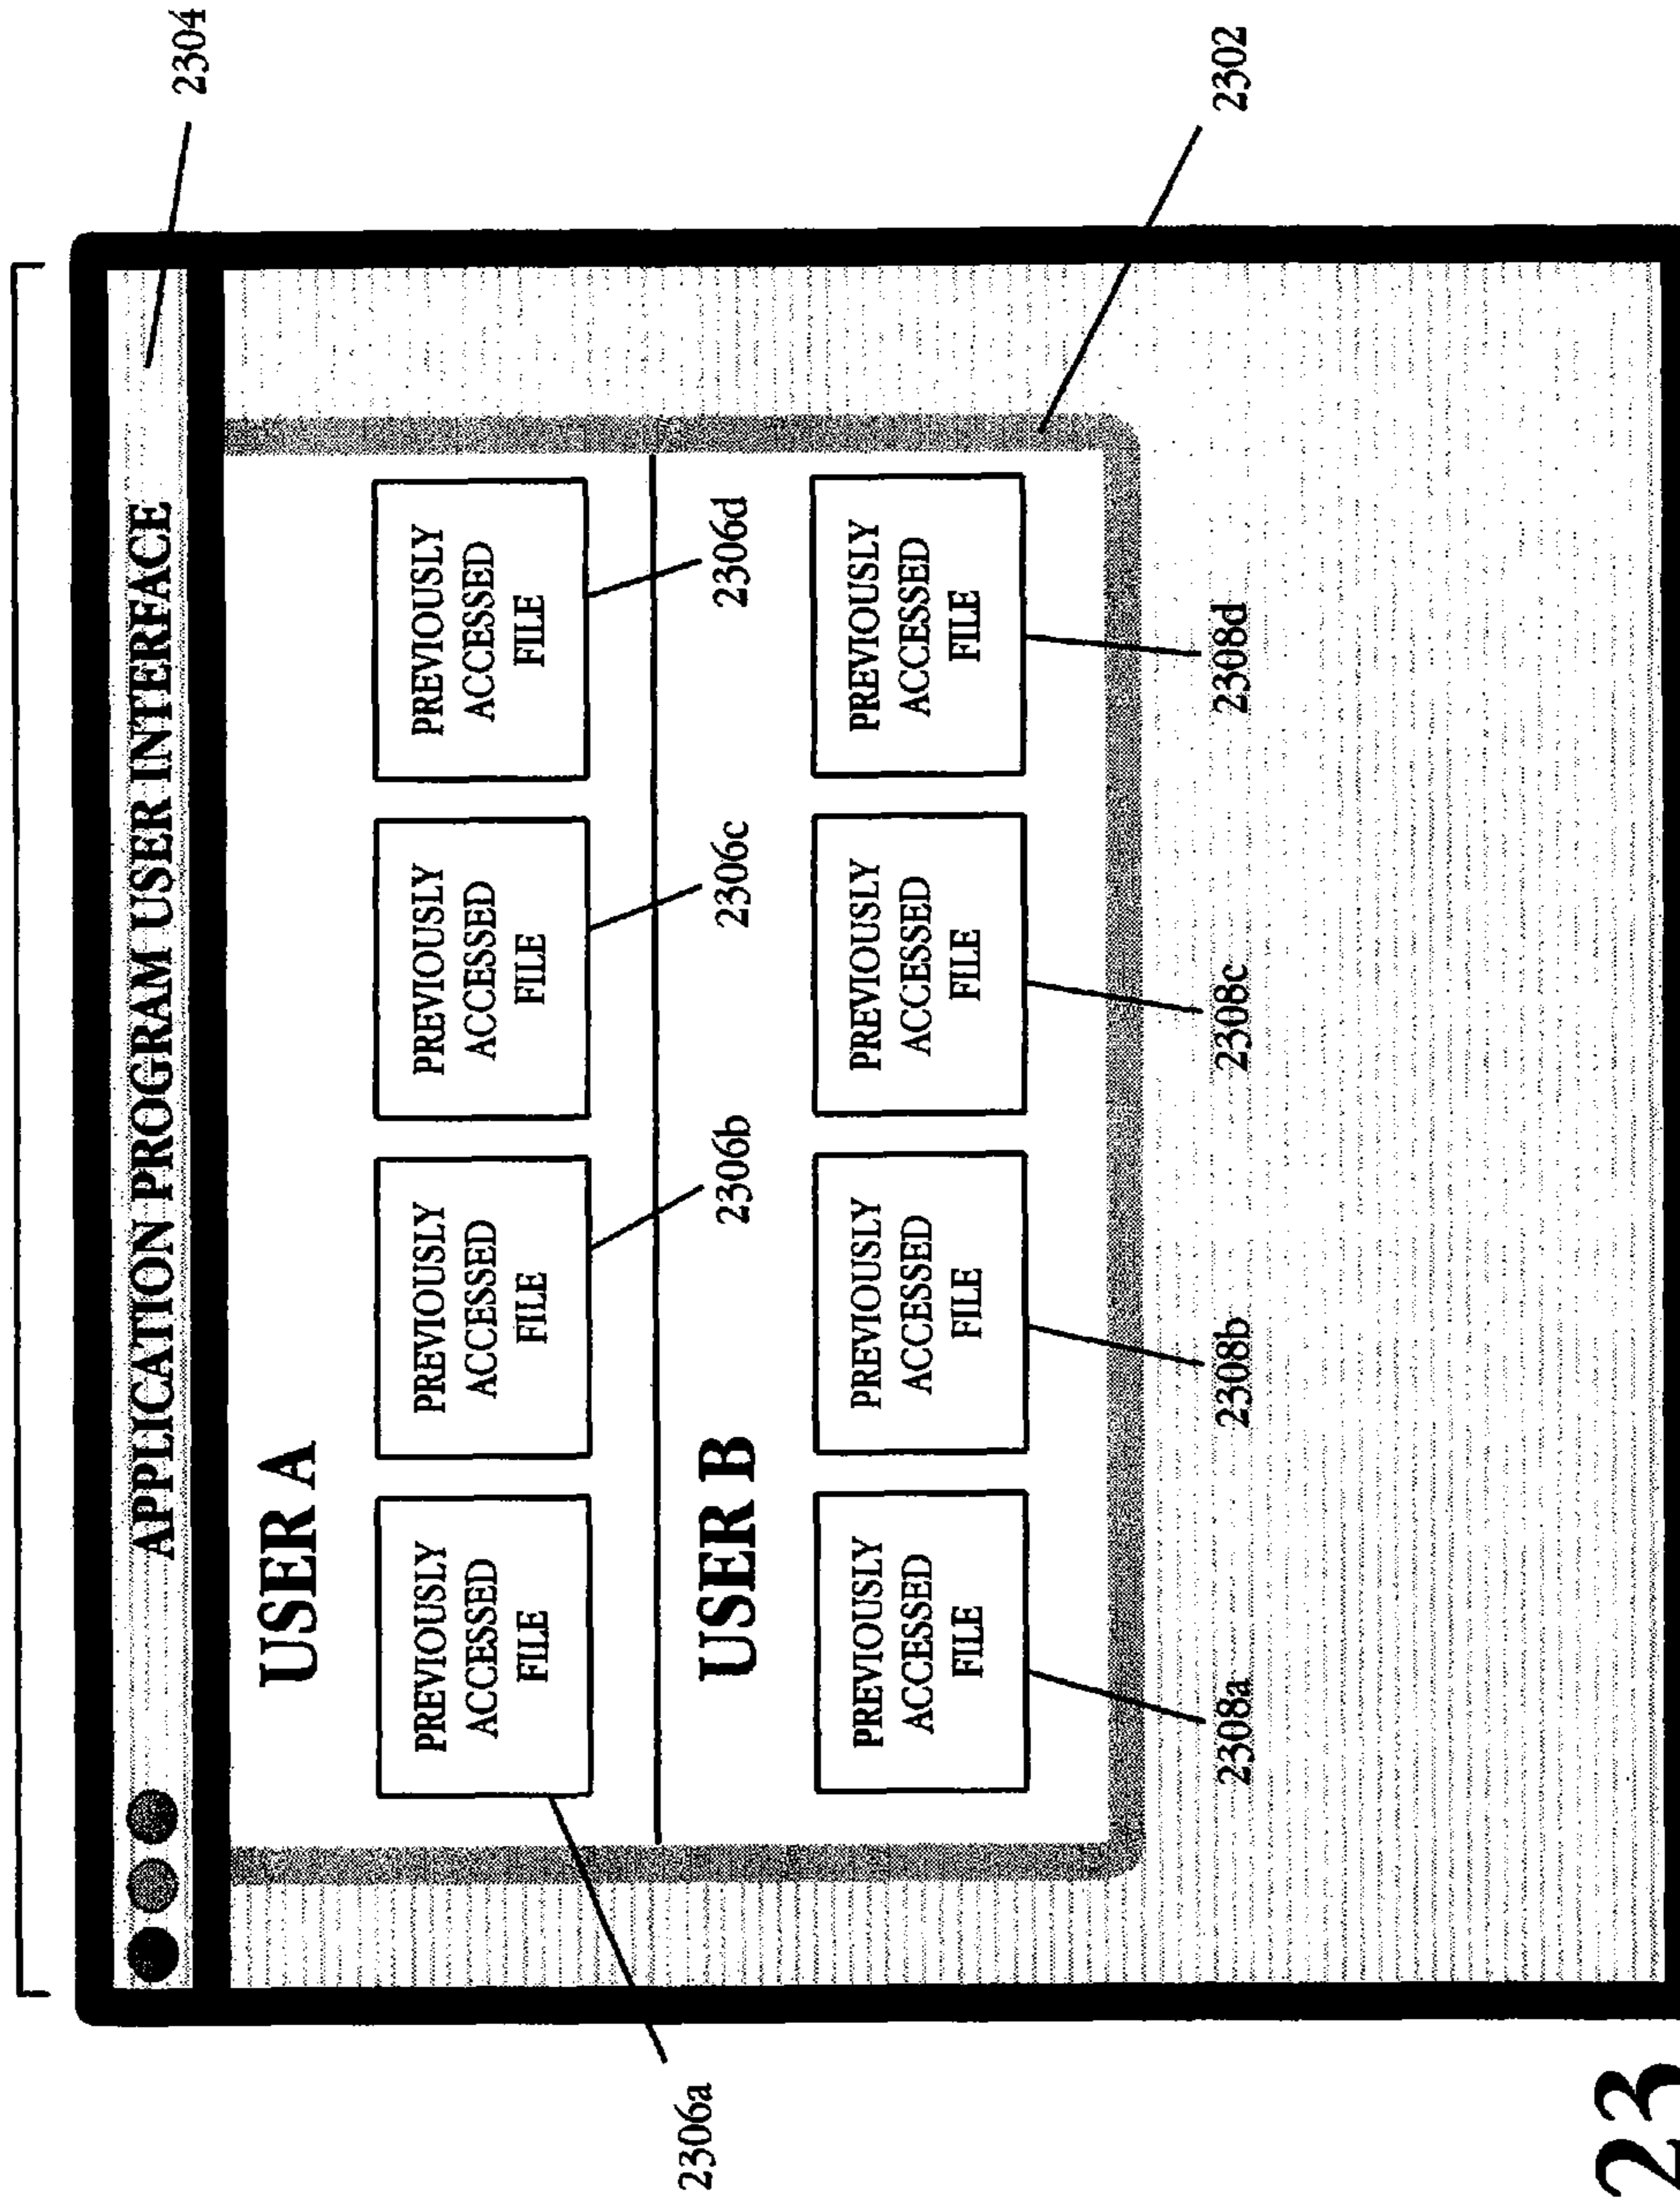 2304
APPLICATION PROGRAM USER INTERFACE
USER A
PREVIOUSLY
ACCESSED
FILE
PREVIOUSLY
ACCESSED
FILE
PREVIOUSLY
ACCESSED
FILE
PREVIOUSLY
ACCESSED
FILE
2306a
2306b
2306c
2306d
USER B
PREVIOUSLY
ACCESSED
FILE
PREVIOUSLY
ACCESSED
FILE
PREVIOUSLY
ACCESSED
FILE
PREVIOUSLY
ACCESSED
FILE
2302
2308a
2308b
2308c
2308d
23